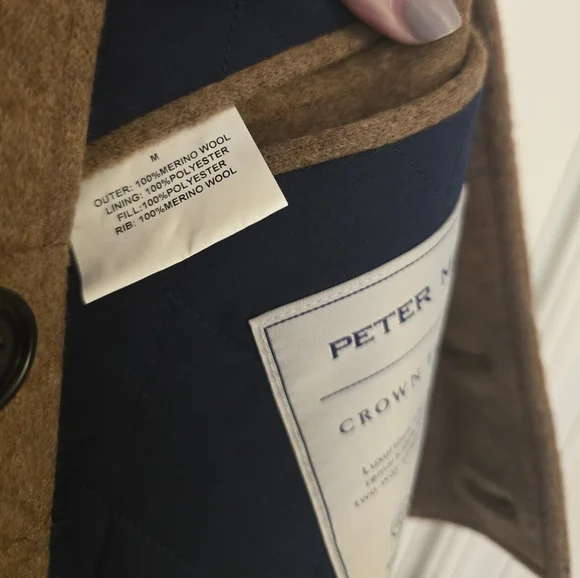 M
OUTER: 100%MERINO WOOL
LINING: 100%POLYESTER
FILL:100%POLYESTER
RIB: 100%MERINO WOOL
PETER
CROWN